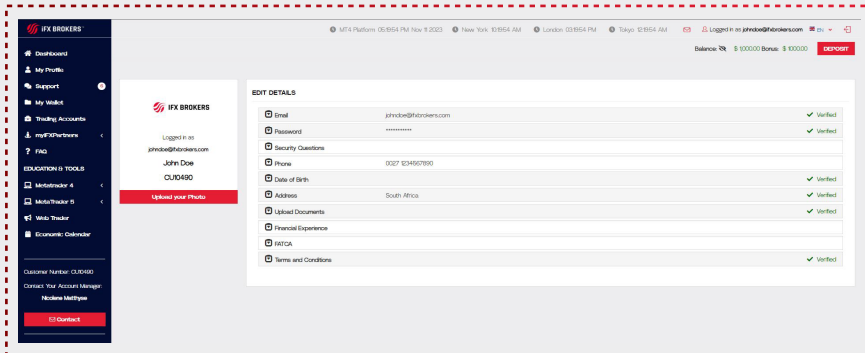 IFX BROKERS
MT4 Platform 05:19:54 PM Nov 11 2023 New York 10:19:54 AM London 03:19:54 PM Tokyo 12:19:54 AM Logged in as johndoe@ifxbrokers.com EN
Balance: $ 1,000.00 Bonus: $ 1000.00 DEPOSIT
Dashboard
My Profile
Support 0
My Wallet
Trading Accounts
myIFXPartners
FAQ
EDUCATION & TOOLS
Metatrader 4
MetaTrader 5
Web Trader
Economic Calendar
Customer Number: CU10490
Contact Your Account Manager:
Nicolene Matthyse
Contact
IFX BROKERS
Logged in as
johndoe@ifxbrokers.com
John Doe
CU10490
Upload your Photo
EDIT DETAILS
Email johndoe@ifxbrokers.com Verified
Password *********** Verified
Security Questions
Phone 0027 1234567890
Date of Birth Verified
Address South Africa Verified
Upload Documents Verified
Financial Experience
FATCA
Terms and Conditions Verified